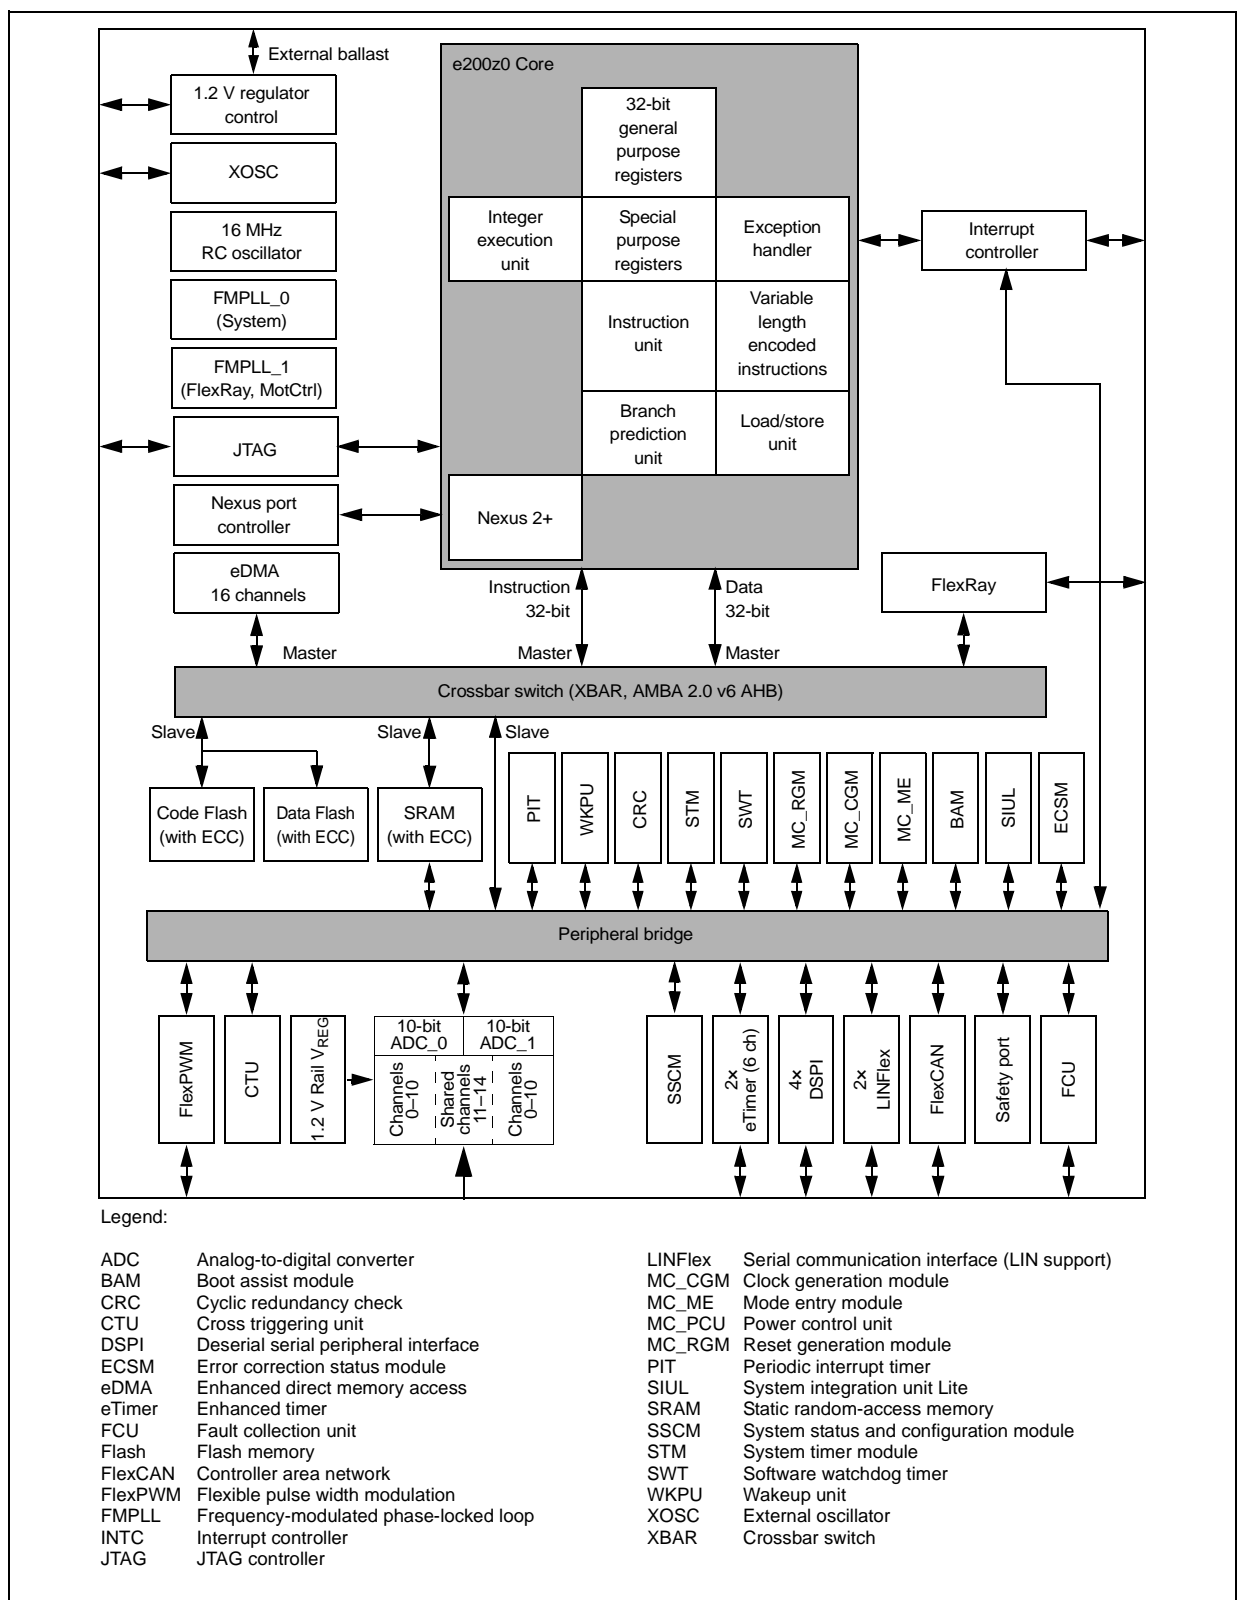 External ballast
1.2 V regulator
control
XOSC
16 MHz
RC oscillator
FMPLL_0
(System)
FMPLL_1
(FlexRay, MotCtrl)
JTAG
Nexus port
controller
eDMA
16 channels
e200z0 Core
32-bit
general
purpose
registers
Integer
execution
unit
Special
purpose
registers
Exception
handler
Instruction
unit
Variable
length
encoded
instructions
Branch
prediction
unit
Load/store
unit
Nexus 2+
Interrupt
controller
FlexRay
Instruction
32-bit
Data
32-bit
Master
Master
Master
Crossbar switch (XBAR, AMBA 2.0 v6 AHB)
Slave
Slave
Slave
Code Flash
(with ECC)
Data Flash
(with ECC)
SRAM
(with ECC)
PIT
WKPU
CRC
STM
SWT
MC_RGM
MC_CGM
MC_ME
BAM
SIUL
ECSM
Peripheral bridge
FlexPWM
CTU
1.2 V Rail VREG
10-bit
ADC_0
10-bit
ADC_1
Channels
0–10
Shared
channels
11–14
Channels
0–10
SSCM
2×
eTimer (6 ch)
4×
DSPI
2×
LINFlex
FlexCAN
Safety port
FCU
Legend:
ADC Analog-to-digital converter
BAM Boot assist module
CRC Cyclic redundancy check
CTU Cross triggering unit
DSPI Deserial serial peripheral interface
ECSM Error correction status module
eDMA Enhanced direct memory access
eTimer Enhanced timer
FCU Fault collection unit
Flash Flash memory
FlexCAN Controller area network
FlexPWM Flexible pulse width modulation
FMPLL Frequency-modulated phase-locked loop
INTC Interrupt controller
JTAG JTAG controller
LINFlex Serial communication interface (LIN support)
MC_CGM Clock generation module
MC_ME Mode entry module
MC_PCU Power control unit
MC_RGM Reset generation module
PIT Periodic interrupt timer
SIUL System integration unit Lite
SRAM Static random-access memory
SSCM System status and configuration module
STM System timer module
SWT Software watchdog timer
WKPU Wakeup unit
XOSC External oscillator
XBAR Crossbar switch